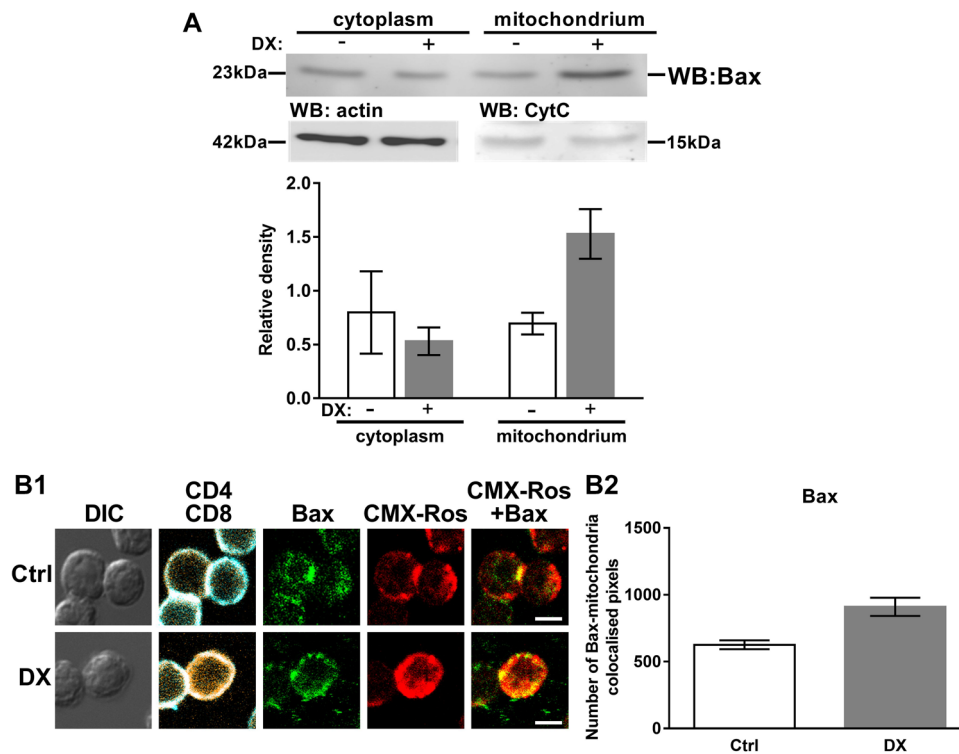 A
cytoplasm mitochondrium
DX: - + - +
23kDa WB:Bax
WB: actin WB: CytC
42kDa 15kDa
2.0
1.5
1.0
0.5
0.0
Relative density
DX: - + - +
cytoplasm mitochondrium
B1
DIC CD4 CD8 Bax CMX-Ros CMX-Ros +Bax
Ctrl
DX
B2
Bax
1500
1000
500
0
Number of Bax-mitochondria
colocalised pixels
Ctrl DX